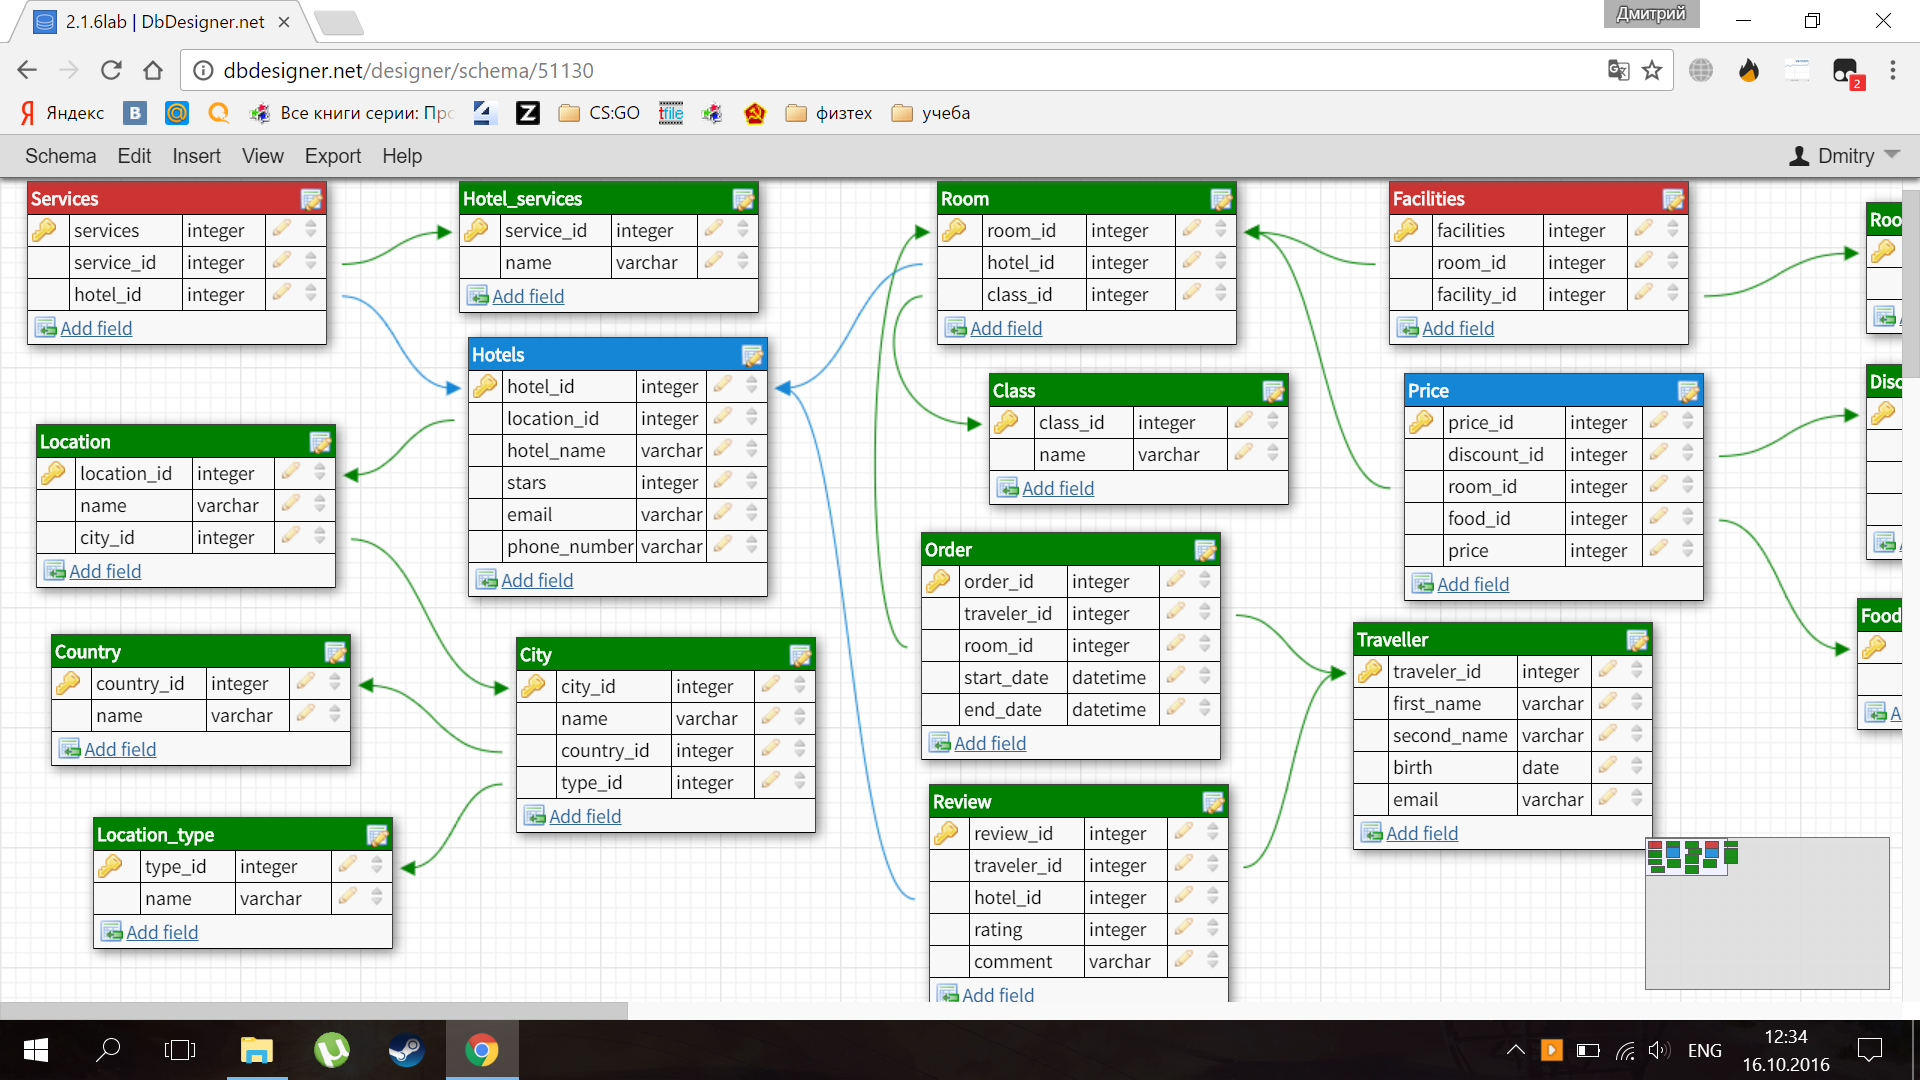 Дмитрий
2.1.6lab | DbDesigner.net
dbdesigner.net/designer/schema/51130
2
Яндекс
Все книги серии: Про
CS:GO
tfile
физтех
учеба
Schema Edit Insert View Export Help
Dmitry
Services
services integer
service_id integer
hotel_id integer
Add field
Hotel_services
service_id integer
name varchar
Add field
Hotels
hotel_id integer
location_id integer
hotel_name varchar
stars integer
email varchar
phone_number varchar
Add field
Location
location_id integer
name varchar
city_id integer
Add field
Country
country_id integer
name varchar
Add field
City
city_id integer
name varchar
country_id integer
type_id integer
Add field
Location_type
type_id integer
name varchar
Add field
Room
room_id integer
hotel_id integer
class_id integer
Add field
Class
class_id integer
name varchar
Add field
Order
order_id integer
traveler_id integer
room_id integer
start_date datetime
end_date datetime
Add field
Review
review_id integer
traveler_id integer
hotel_id integer
rating integer
comment varchar
Add field
Facilities
facilities integer
room_id integer
facility_id integer
Add field
Price
price_id integer
discount_id integer
room_id integer
food_id integer
price integer
Add field
Traveller
traveler_id integer
first_name varchar
second_name varchar
birth date
email varchar
Add field
Roo
Disc
Food
A
ENG
12:34
16.10.2016